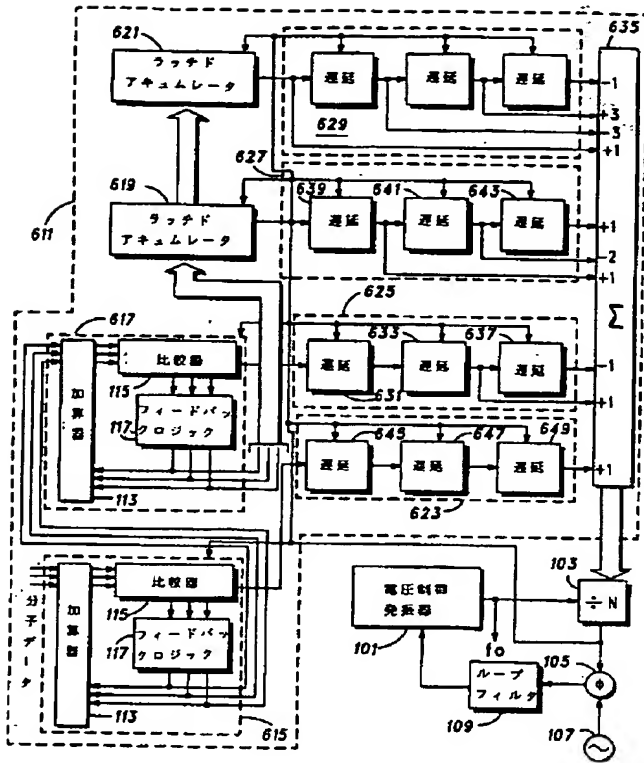 621
ラッチド
アキュムレータ
遅延
遅延
遅延
635
629
-1
+3
-3
+1
627
619
ラッチド
アキュムレータ
639
遅延
641
遅延
643
遅延
+1
-2
+1
611
Σ
617
加算器
比較器
115
フィードバッ
クロジック
117
113
625
遅延
631
633
遅延
637
遅延
-1
+1
645
遅延
647
遅延
649
遅延
+1
623
分子データ
加算器
比較器
115
フィードバッ
クロジック
117
113
615
電圧制御
発振器
101
fo
103
÷N
105
Φ
ループ
フィルタ
109
107